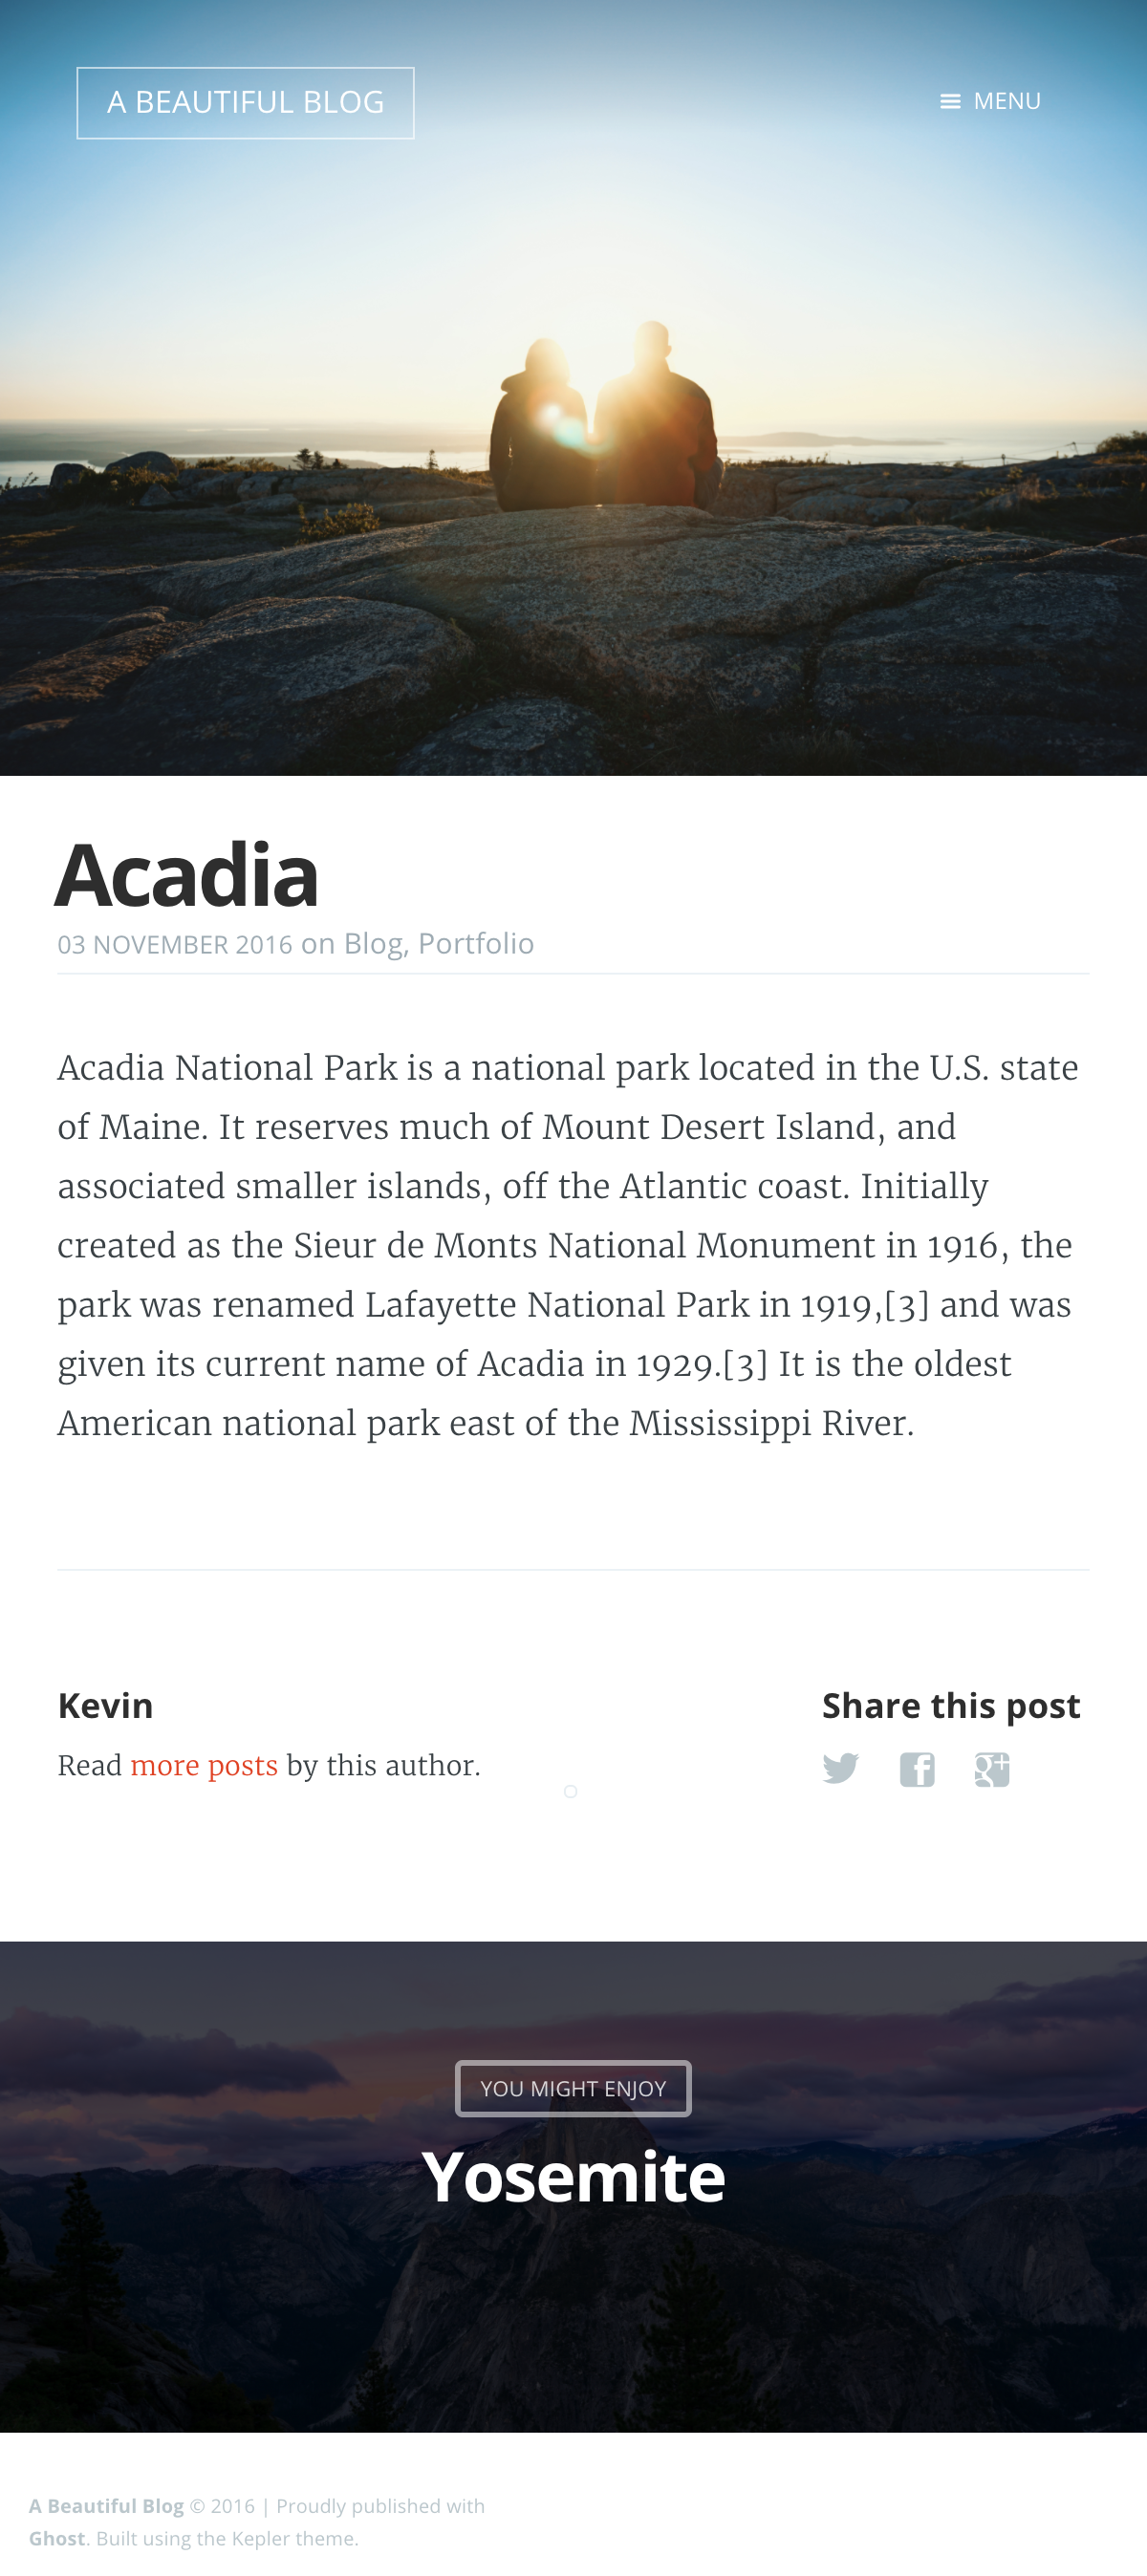 A BEAUTIFUL BLOG
MENU
Acadia
03 NOVEMBER 2016 on Blog, Portfolio
Acadia National Park is a national park located in the U.S. state
of Maine. It reserves much of Mount Desert Island, and
associated smaller islands, off the Atlantic coast. Initially
created as the Sieur de Monts National Monument in 1916, the
park was renamed Lafayette National Park in 1919,[3] and was
given its current name of Acadia in 1929.[3] It is the oldest
American national park east of the Mississippi River.
Kevin
Read more posts by this author.
Share this post
YOU MIGHT ENJOY
Yosemite
A Beautiful Blog © 2016 | Proudly published with
Ghost. Built using the Kepler theme.